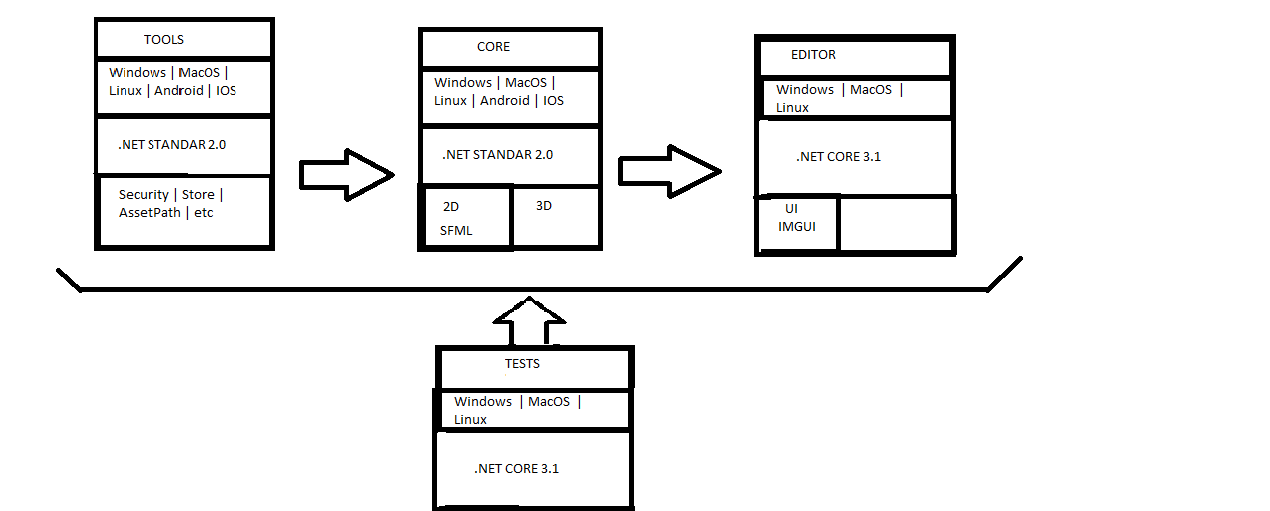 TOOLS
Windows | MacOS |
Linux | Android | IOS
.NET STANDAR 2.0
Security | Store |
AssetPath | etc
CORE
Windows | MacOS |
Linux | Android | IOS
.NET STANDAR 2.0
2D
SFML
3D
EDITOR
Windows | MacOS |
Linux
.NET CORE 3.1
UI
IMGUI
TESTS
Windows | MacOS |
Linux
.NET CORE 3.1